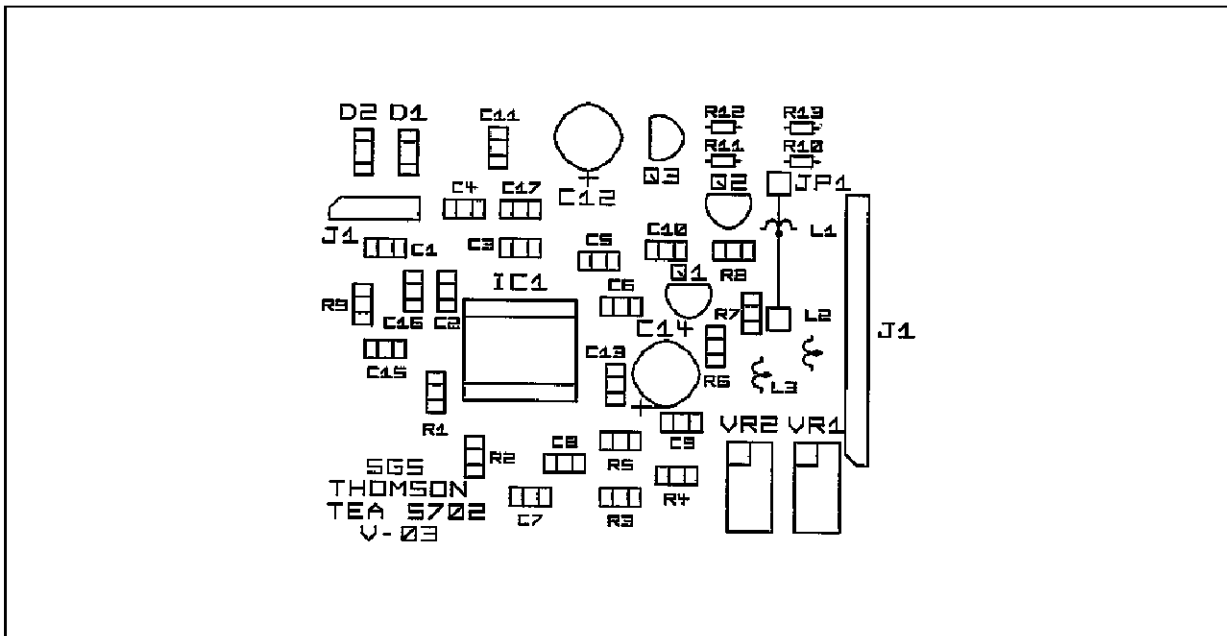 D2 D1
C11
R12
R13
R11
R10
C12
Q3
Q2
JP1
C4
C17
J1
C1
C3
C5
C10
R8
L1
IC1
Q1
C6
R9
C16
C2
C14
R7
L2
J1
C15
C13
R6
L3
R1
C9
VR2 VR1
R2
C8
R5
R4
C7
R3
SGS
THOMSON
TEA 5702
V-03